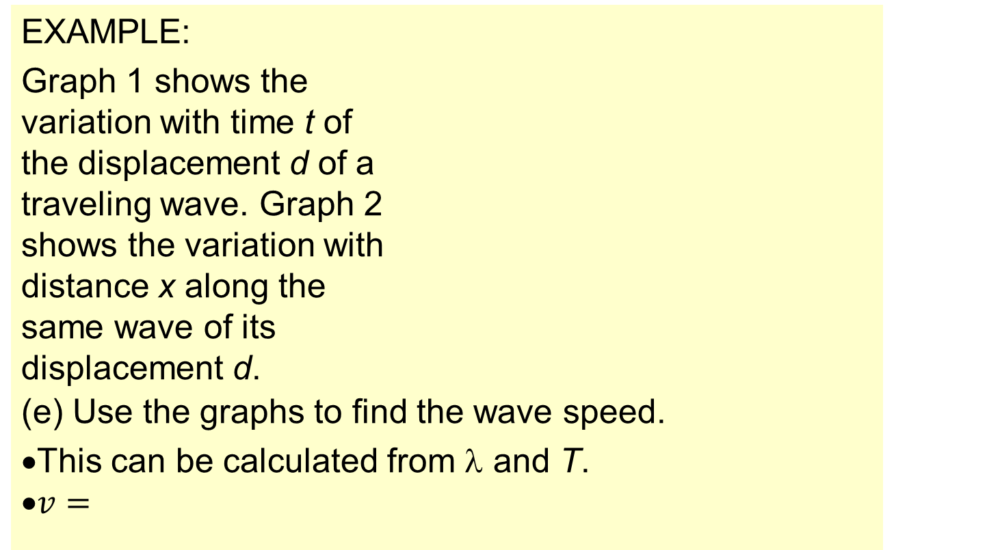 EXAMPLE:
Graph 1 shows the
variation with time t of
the displacement d of a
traveling wave. Graph 2
shows the variation with
distance x along the
same wave of its
displacement d.
(e) Use the graphs to find the wave speed.
•This can be calculated from λ and T.
•v =